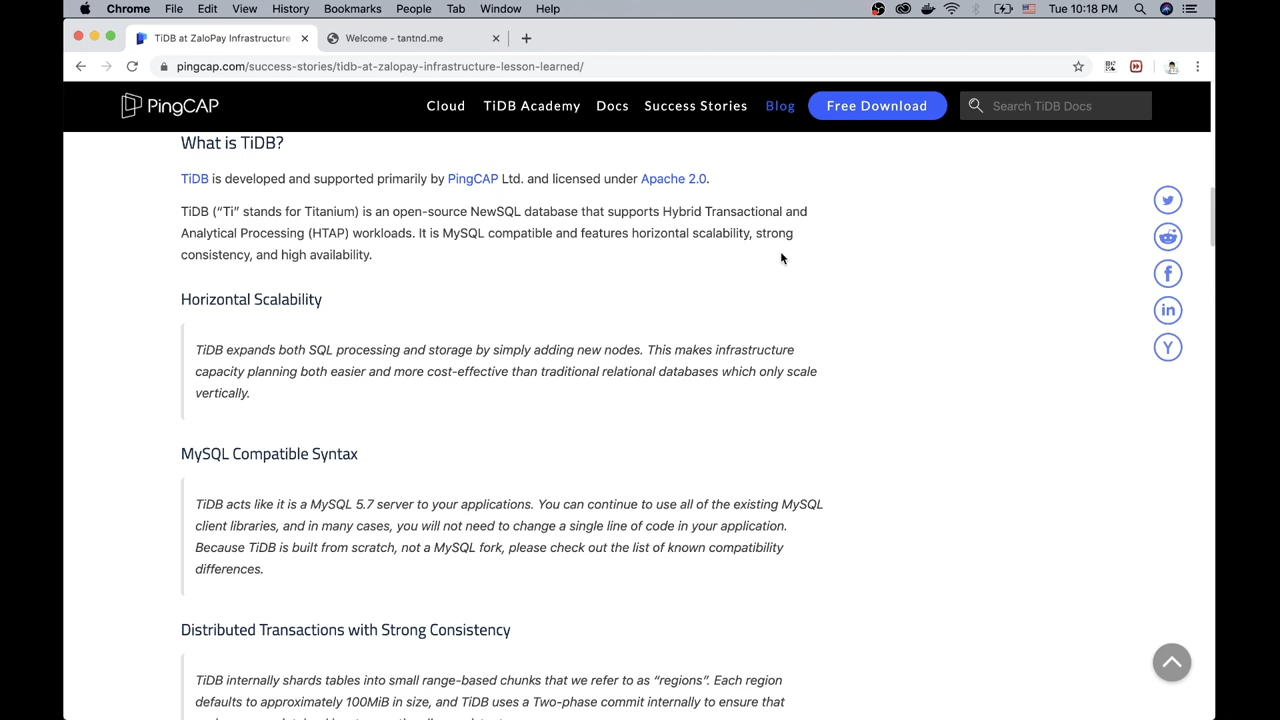 Chrome File Edit View History Bookmarks People Tab Window Help Tue 10:18 PM
TiDB at ZaloPay Infrastructure Welcome - tantnd.me
pingcap.com/success-stories/tidb-at-zalopay-infrastructure-lesson-learned/
PingCAP Cloud TiDB Academy Docs Success Stories Blog Free Download Search TiDB Docs
What is TiDB?
TiDB is developed and supported primarily by PingCAP Ltd. and licensed under Apache 2.0.
TiDB (“Ti” stands for Titanium) is an open-source NewSQL database that supports Hybrid Transactional and
Analytical Processing (HTAP) workloads. It is MySQL compatible and features horizontal scalability, strong
consistency, and high availability.
Horizontal Scalability
TiDB expands both SQL processing and storage by simply adding new nodes. This makes infrastructure
capacity planning both easier and more cost-effective than traditional relational databases which only scale
vertically.
MySQL Compatible Syntax
TiDB acts like it is a MySQL 5.7 server to your applications. You can continue to use all of the existing MySQL
client libraries, and in many cases, you will not need to change a single line of code in your application.
Because TiDB is built from scratch, not a MySQL fork, please check out the list of known compatibility
differences.
Distributed Transactions with Strong Consistency
TiDB internally shards tables into small range-based chunks that we refer to as “regions”. Each region
defaults to approximately 100MiB in size, and TiDB uses a Two-phase commit internally to ensure that